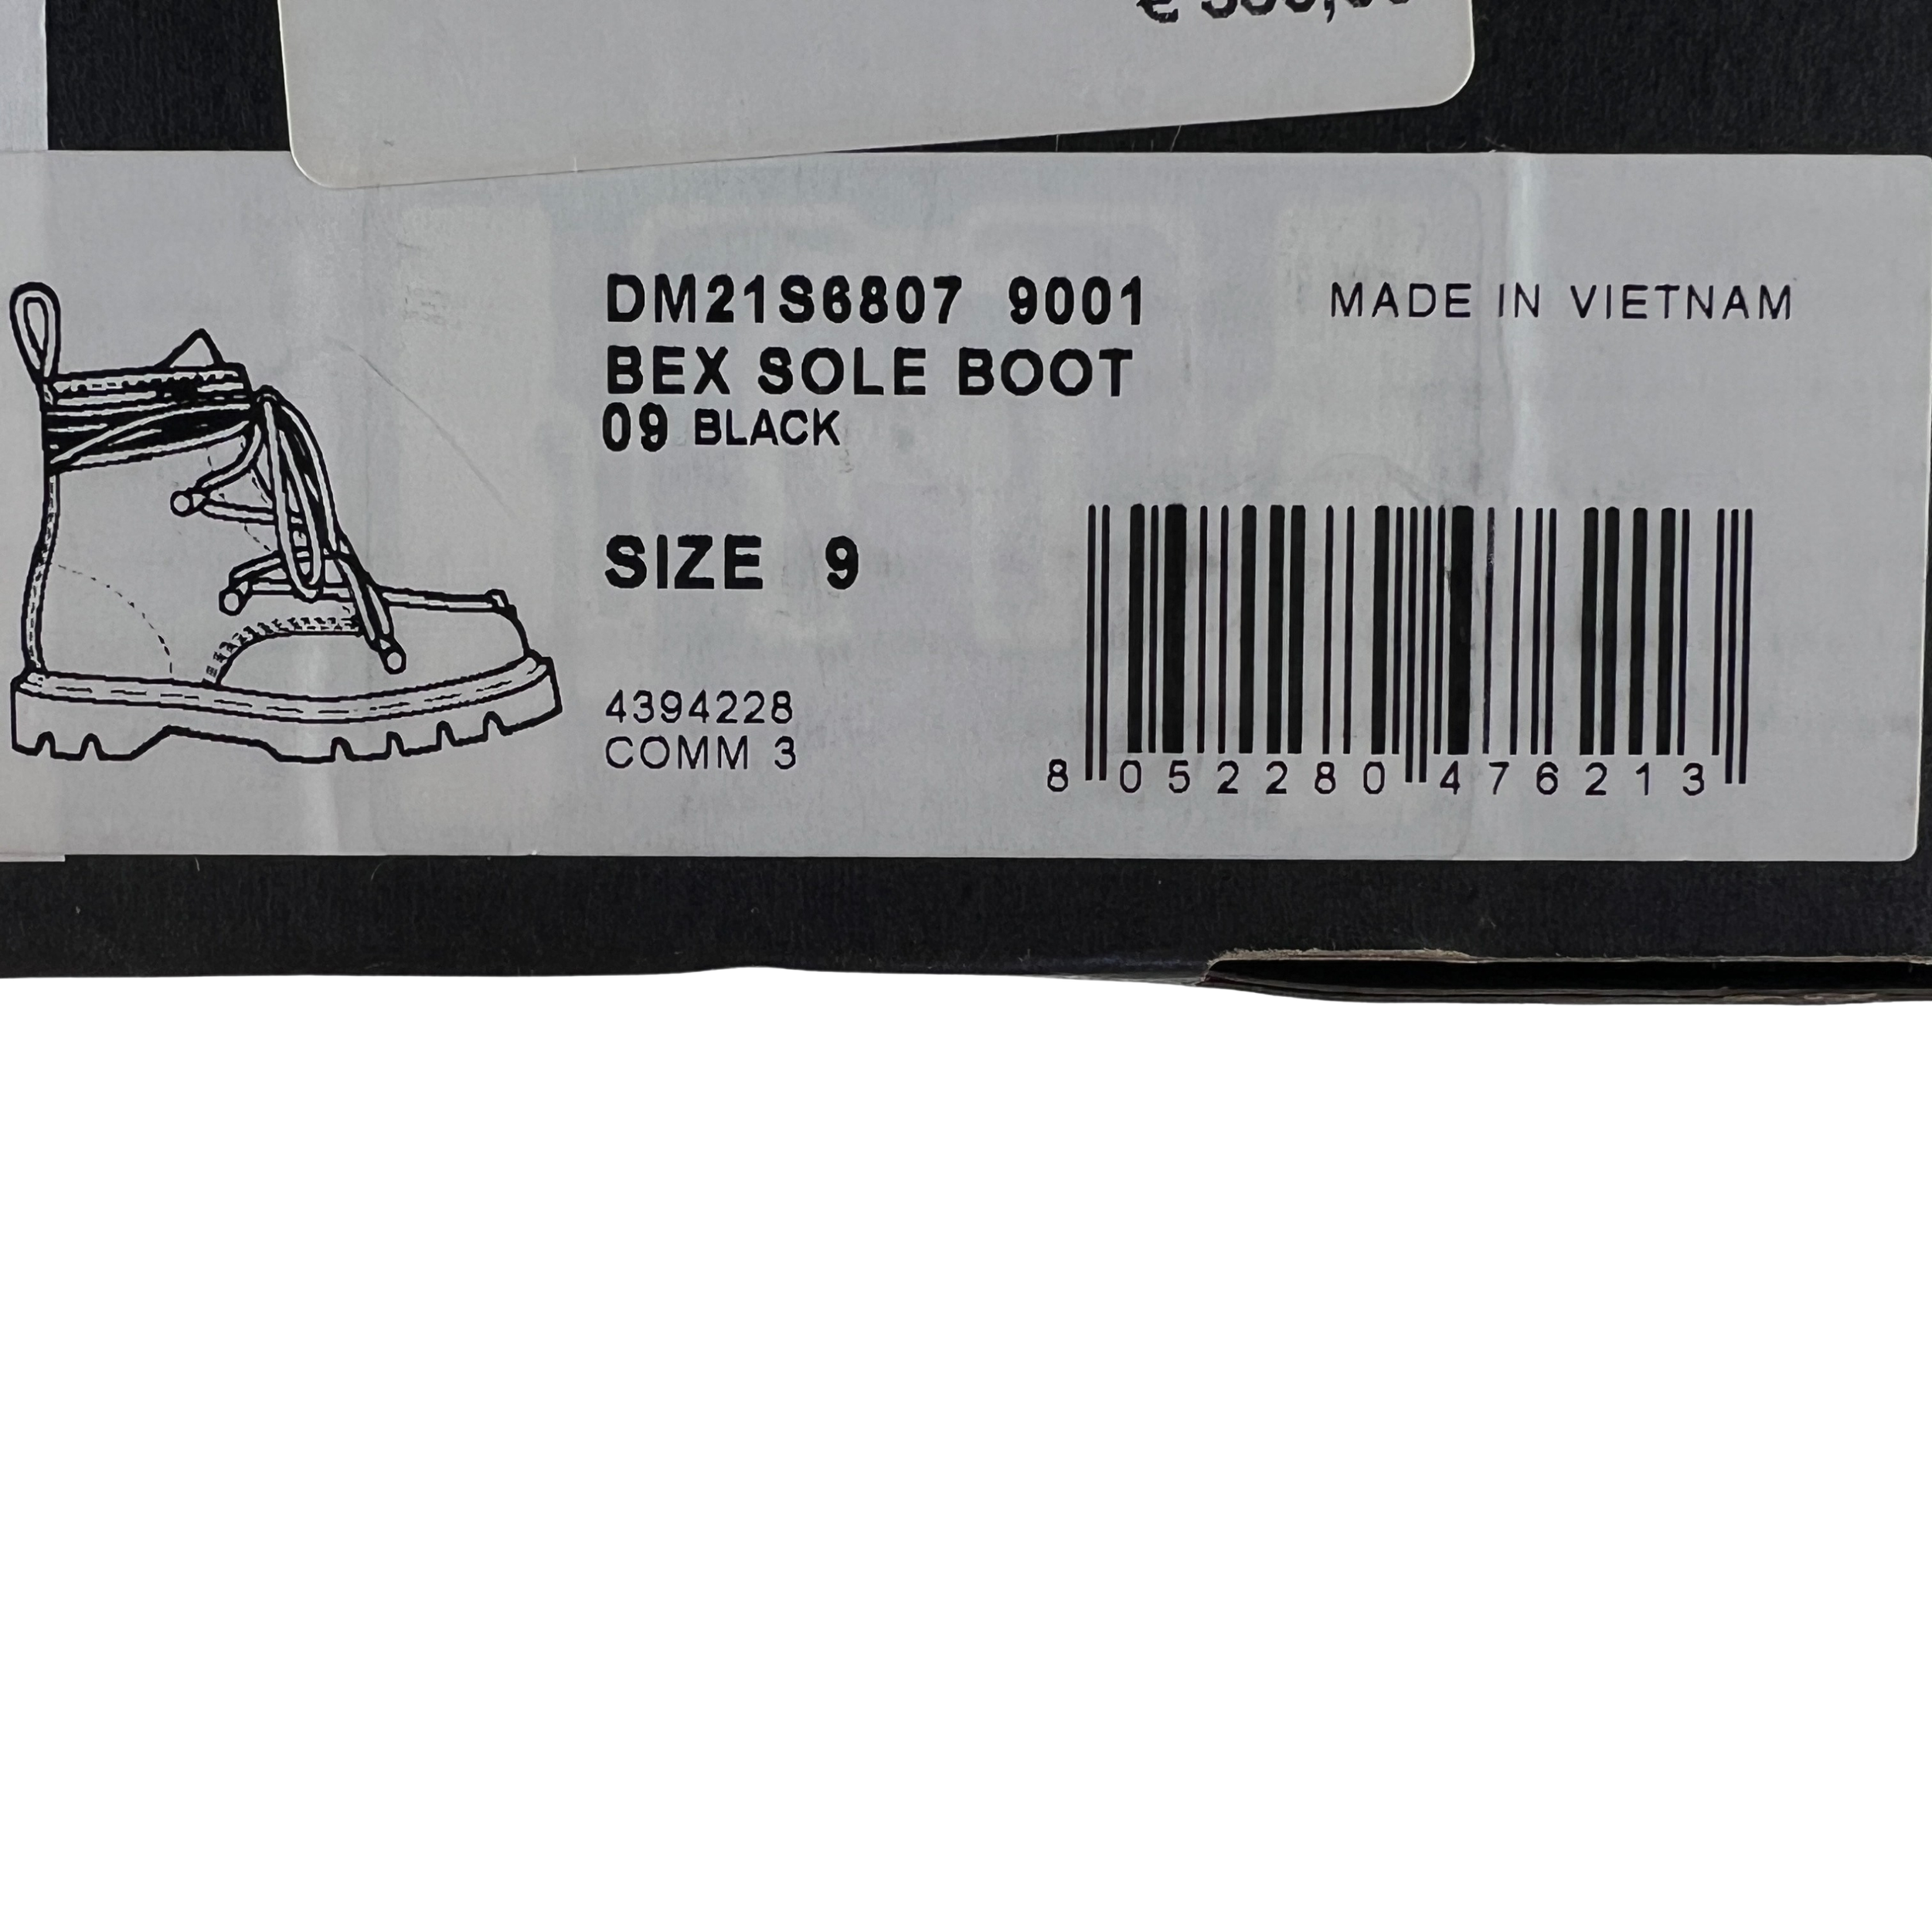 DM21S6807 9001
MADE IN VIETNAM
BEX SOLE BOOT
09 BLACK
SIZE 9
4394228
COMM 3
8 052280 476213